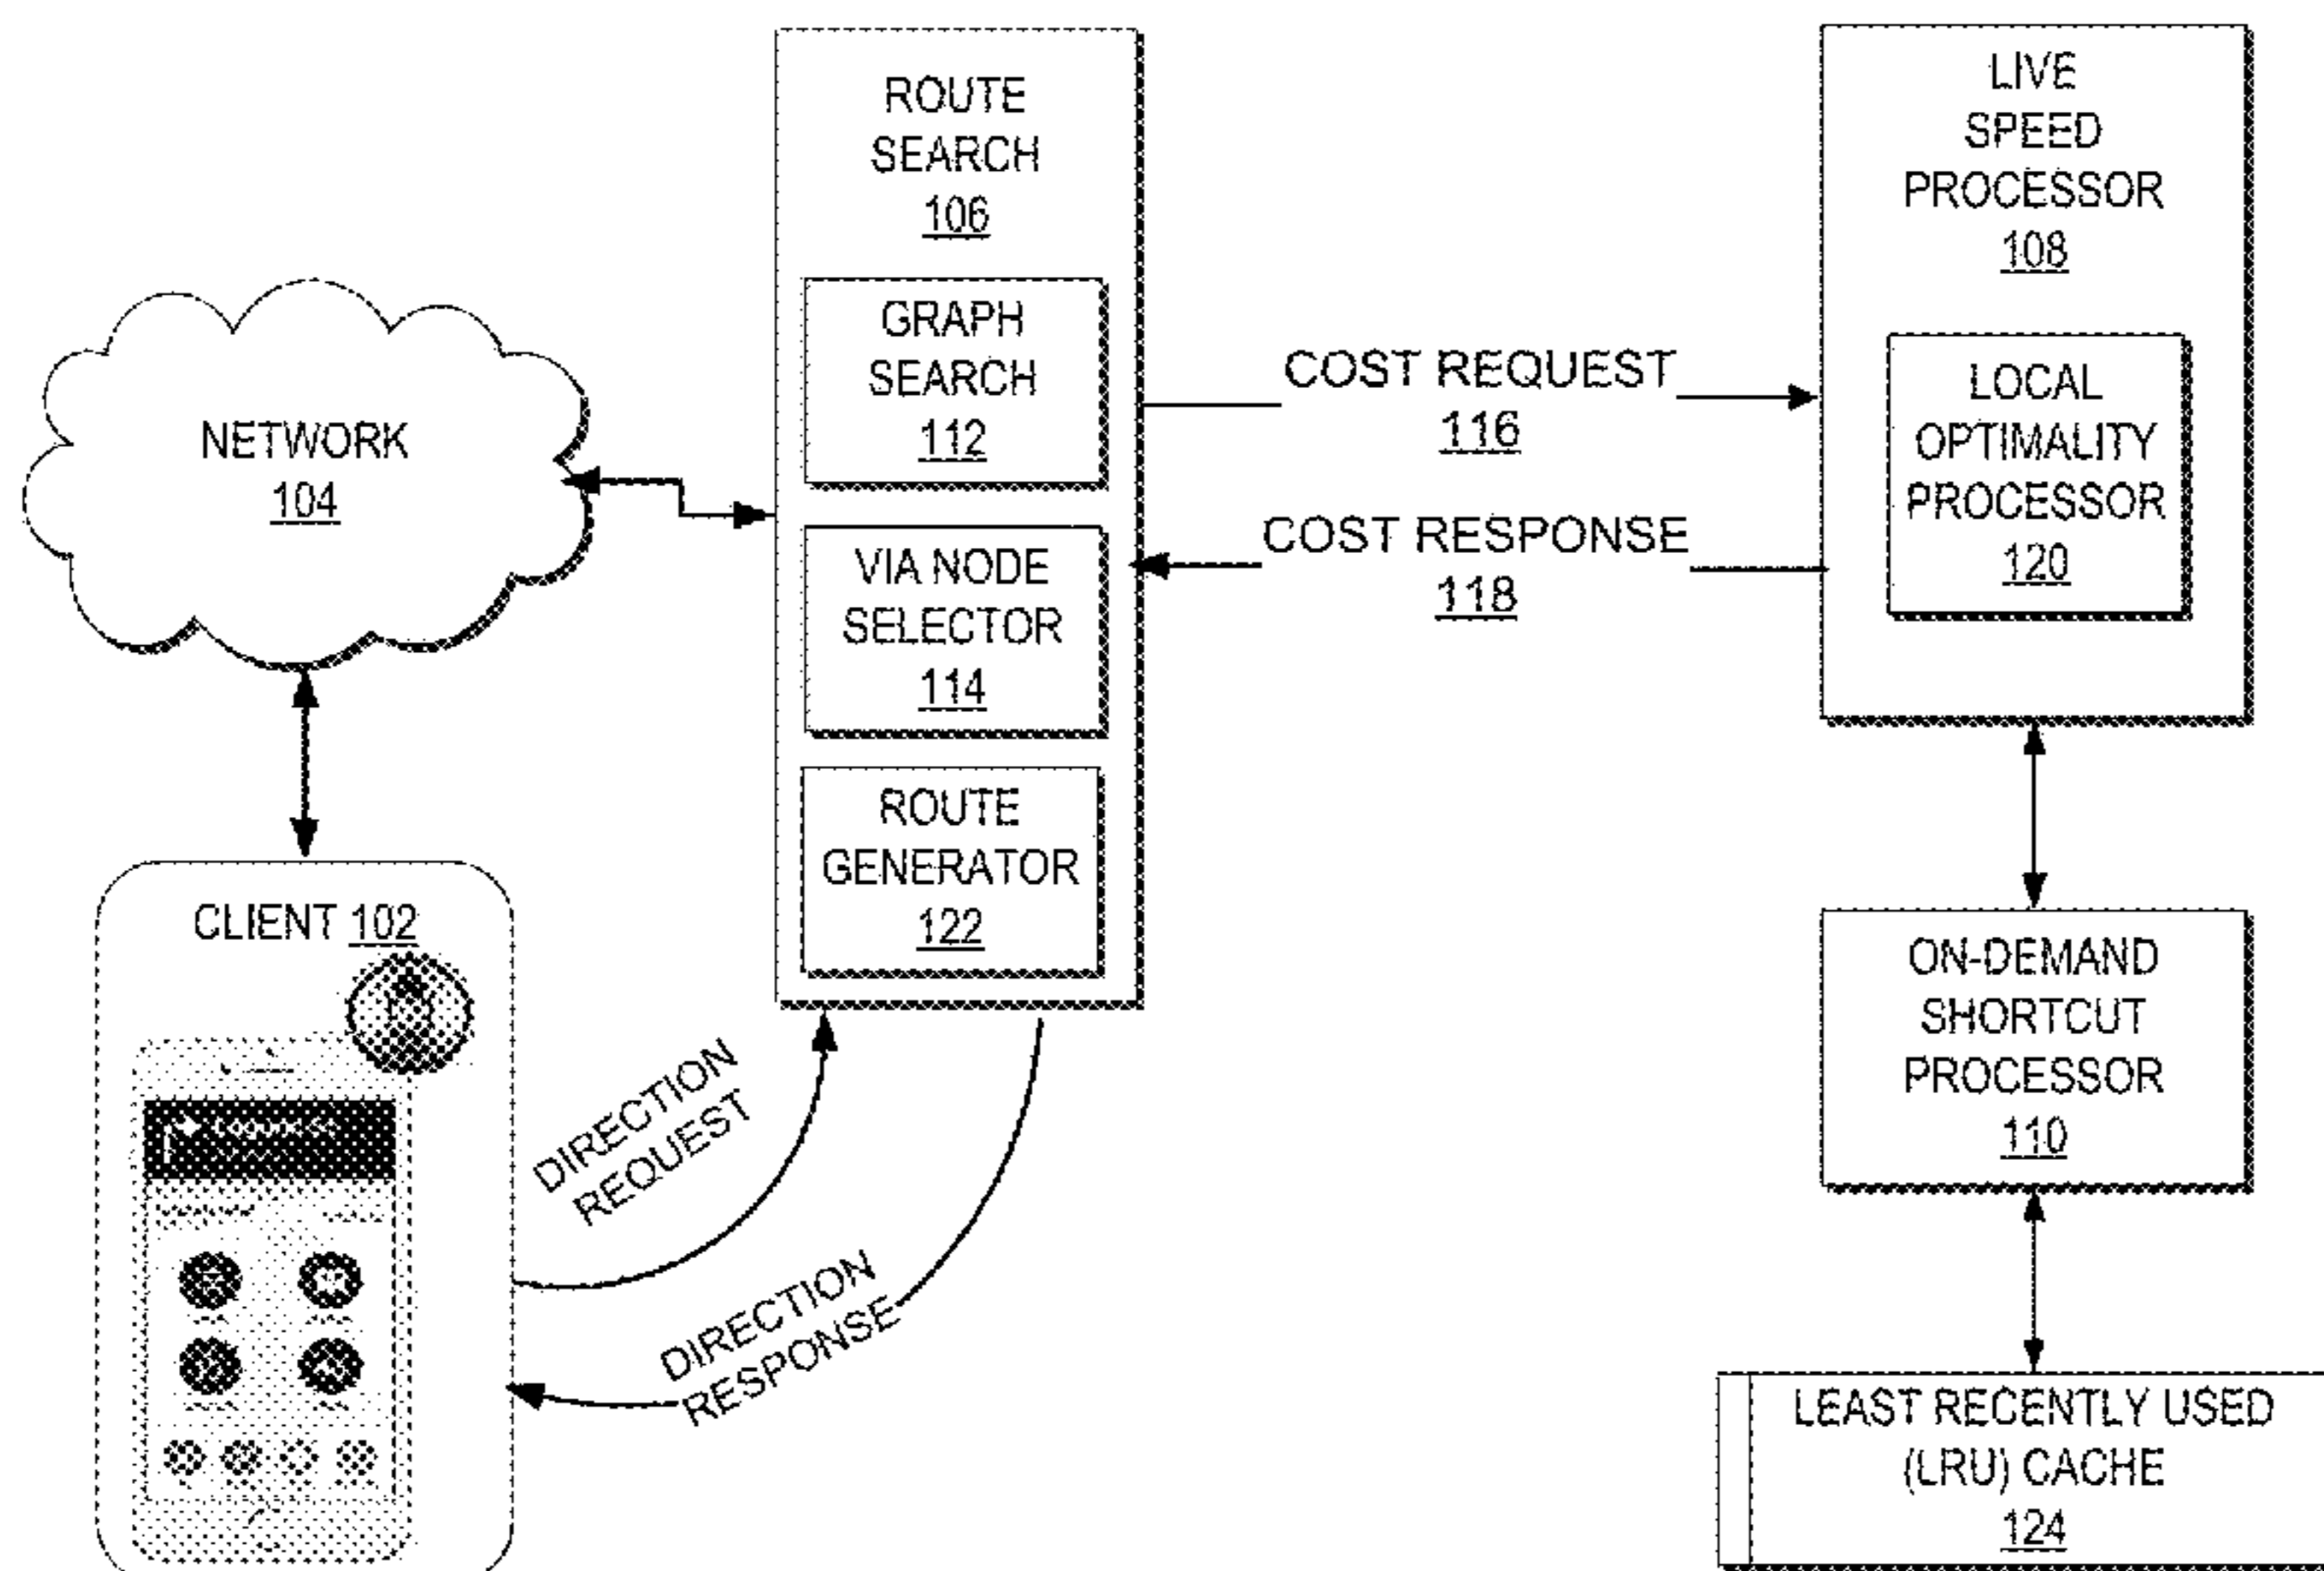 NETWORK
104
CLIENT 102
ROUTE
SEARCH
106
GRAPH
SEARCH
112
VIA NODE
SELECTOR
114
ROUTE
GENERATOR
122
DIRECTION
REQUEST
DIRECTION
RESPONSE
COST REQUEST
116
COST RESPONSE
118
LIVE
SPEED
PROCESSOR
108
LOCAL
OPTIMALITY
PROCESSOR
120
ON-DEMAND
SHORTCUT
PROCESSOR
110
LEAST RECENTLY USED
(LRU) CACHE
124